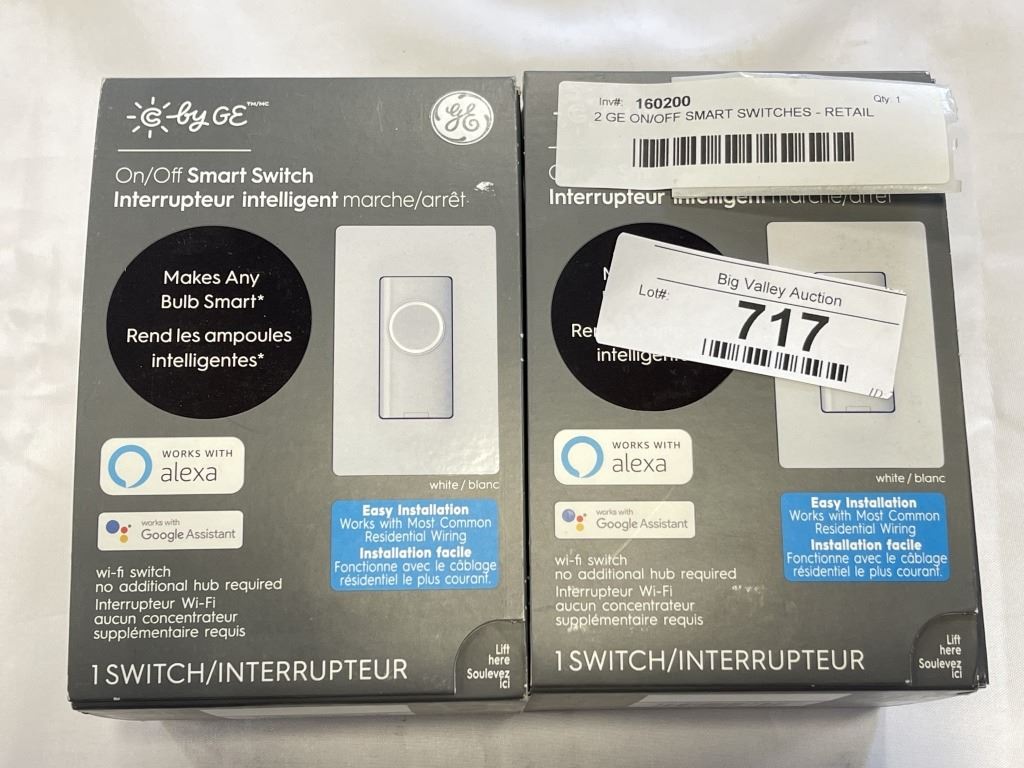 C by GE™/MC
GE
On/Off Smart Switch
Interrupteur intelligent marche/arrêt
Makes Any
Bulb Smart*
Rend les ampoules
intelligentes*
WORKS WITH
alexa
works with
Google Assistant
white / blanc
Easy Installation
Works with Most Common
Residential Wiring
Installation facile
Fonctionne avec le câblage
résidentiel le plus courant.
wi-fi switch
no additional hub required
Interrupteur Wi-Fi
aucun concentrateur
supplémentaire requis
1 SWITCH/INTERRUPTEUR
Lift
here
Soulevez
ici
Inv#: 160200
Qty: 1
2 GE ON/OFF SMART SWITCHES - RETAIL
Interrupteur intelligent marche/arrêt
Big Valley Auction
Lot#:
717
WORKS WITH
alexa
works with
Google Assistant
white / blanc
Easy Installation
Works with Most Common
Residential Wiring
Installation facile
Fonctionne avec le câblage
résidentiel le plus courant.
wi-fi switch
no additional hub required
Interrupteur Wi-Fi
aucun concentrateur
supplémentaire requis
1 SWITCH/INTERRUPTEUR
Lift
here
Soulevez
ici